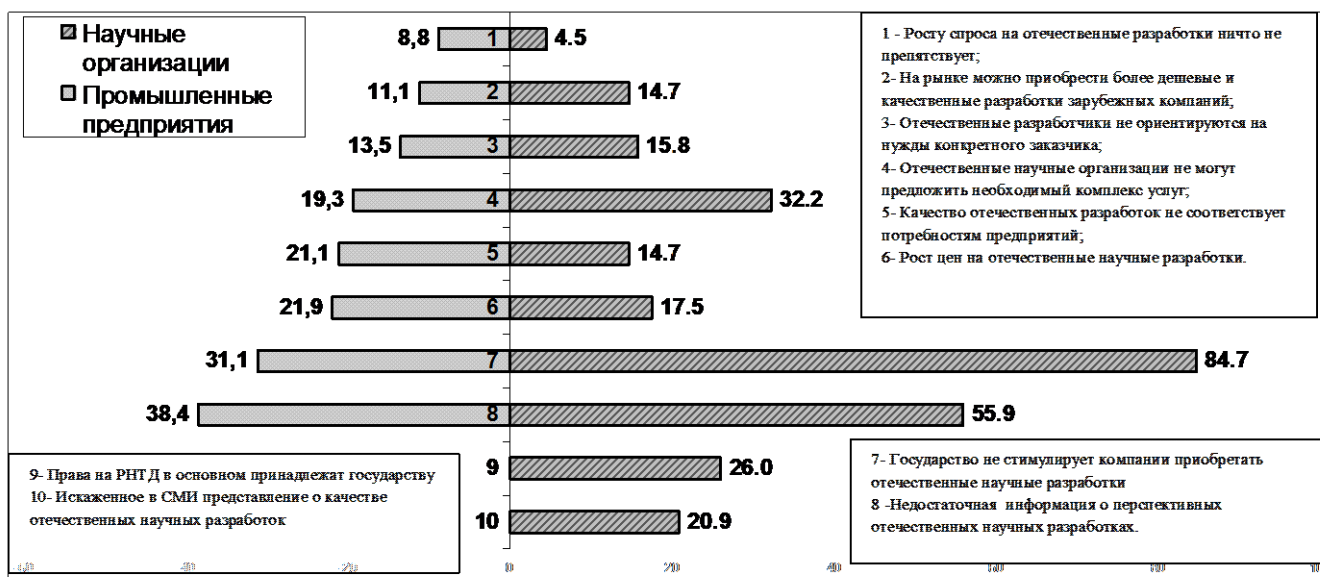 Научные
организации
Промышленные
предприятия
8,8 1 4.5
11,1 2 14.7
13,5 3 15.8
19,3 4 32.2
21,1 5 14.7
21,9 6 17.5
31,1 7 84.7
38,4 8 55.9
9 26.0
10 20.9
1 - Росту спроса на отечественные разработки ничто не
препятствует;
2- На рынке можно приобрести более дешевые и
качественные разработки зарубежных компаний;
3- Отечественные разработчики не ориентируются на
нужды конкретного заказчика;
4- Отечественные научные организации не могут
предложить необходимый комплекс услуг;
5- Качество отечественных разработок не соответствует
потребностям предприятий;
6- Рост цен на отечественные научные разработки.
9- Права на РНТД в основном принадлежат государству
10- Искаженное в СМИ представление о качестве
отечественных научных разработок
7- Государство не стимулирует компании приобретать
отечественные научные разработки
8 -Недостаточная информация о перспективных
отечественных научных разработках.
0 20 40